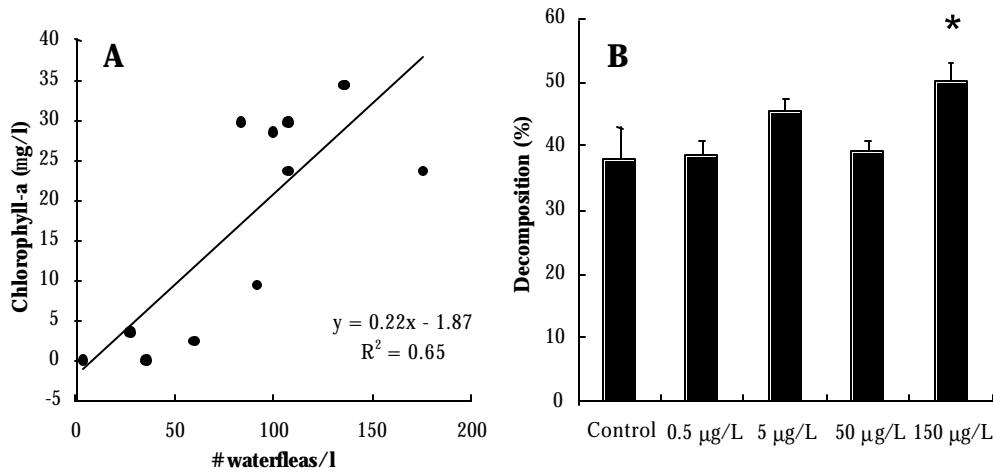 A
Chlorophyll-a (mg/l)
40
35
30
25
20
15
10
5
0
-5
y = 0.22x - 1.87
R² = 0.65
0 50 100 150 200
#waterfleas/l
B
*
Decomposition (%)
60
50
40
30
20
10
0
Control 0.5 µg/L 5 µg/L 50 µg/L 150 µg/L